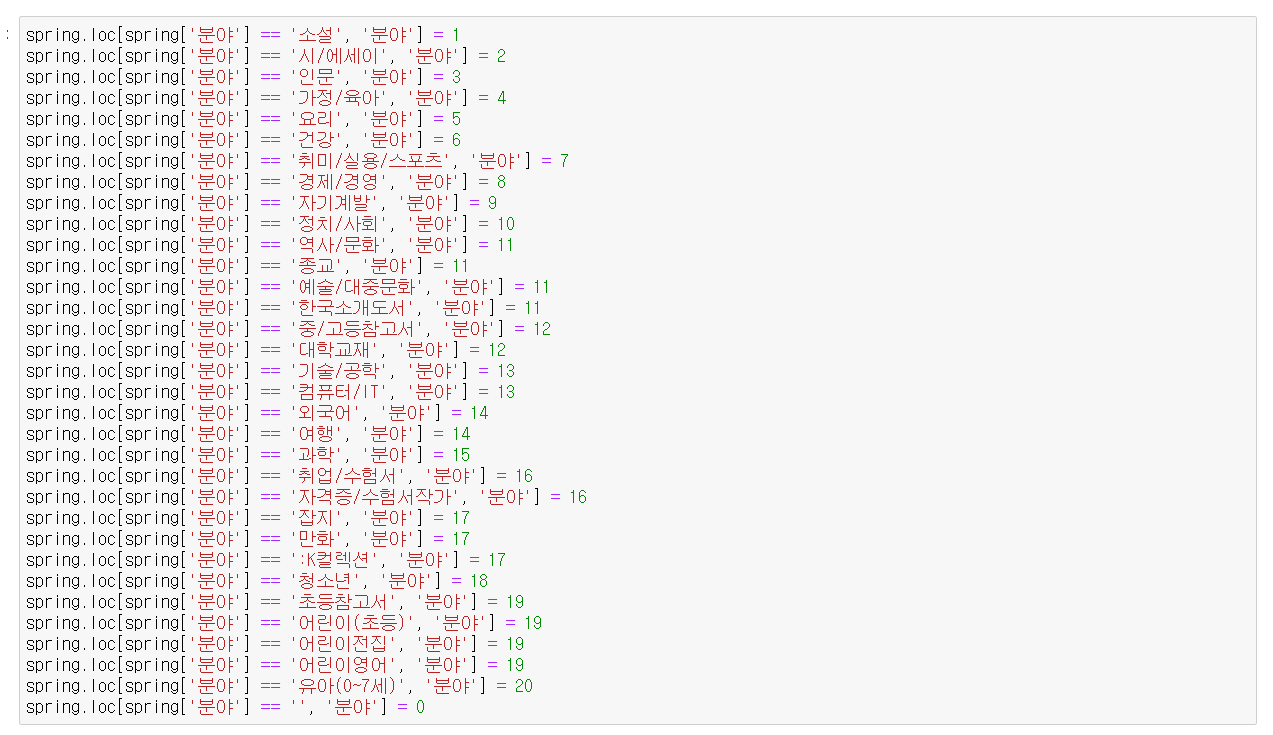 :
spring.loc[spring['분야'] == '소설', '분야'] = 1
spring.loc[spring['분야'] == '시/에세이', '분야'] = 2
spring.loc[spring['분야'] == '인문', '분야'] = 3
spring.loc[spring['분야'] == '가정/육아', '분야'] = 4
spring.loc[spring['분야'] == '요리', '분야'] = 5
spring.loc[spring['분야'] == '건강', '분야'] = 6
spring.loc[spring['분야'] == '취미/실용/스포츠', '분야'] = 7
spring.loc[spring['분야'] == '경제/경영', '분야'] = 8
spring.loc[spring['분야'] == '자기계발', '분야'] = 9
spring.loc[spring['분야'] == '정치/사회', '분야'] = 10
spring.loc[spring['분야'] == '역사/문화', '분야'] = 11
spring.loc[spring['분야'] == '종교', '분야'] = 11
spring.loc[spring['분야'] == '예술/대중문화', '분야'] = 11
spring.loc[spring['분야'] == '한국소개도서', '분야'] = 11
spring.loc[spring['분야'] == '중/고등참고서', '분야'] = 12
spring.loc[spring['분야'] == '대학교재', '분야'] = 12
spring.loc[spring['분야'] == '기술/공학', '분야'] = 13
spring.loc[spring['분야'] == '컴퓨터/IT', '분야'] = 13
spring.loc[spring['분야'] == '외국어', '분야'] = 14
spring.loc[spring['분야'] == '여행', '분야'] = 14
spring.loc[spring['분야'] == '과학', '분야'] = 15
spring.loc[spring['분야'] == '취업/수험서', '분야'] = 16
spring.loc[spring['분야'] == '자격증/수험서작가', '분야'] = 16
spring.loc[spring['분야'] == '잡지', '분야'] = 17
spring.loc[spring['분야'] == '만화', '분야'] = 17
spring.loc[spring['분야'] == ':K컬렉션', '분야'] = 17
spring.loc[spring['분야'] == '청소년', '분야'] = 18
spring.loc[spring['분야'] == '초등참고서', '분야'] = 19
spring.loc[spring['분야'] == '어린이(초등)', '분야'] = 19
spring.loc[spring['분야'] == '어린이전집', '분야'] = 19
spring.loc[spring['분야'] == '어린이영어', '분야'] = 19
spring.loc[spring['분야'] == '유아(0~7세)', '분야'] = 20
spring.loc[spring['분야'] == '', '분야'] = 0